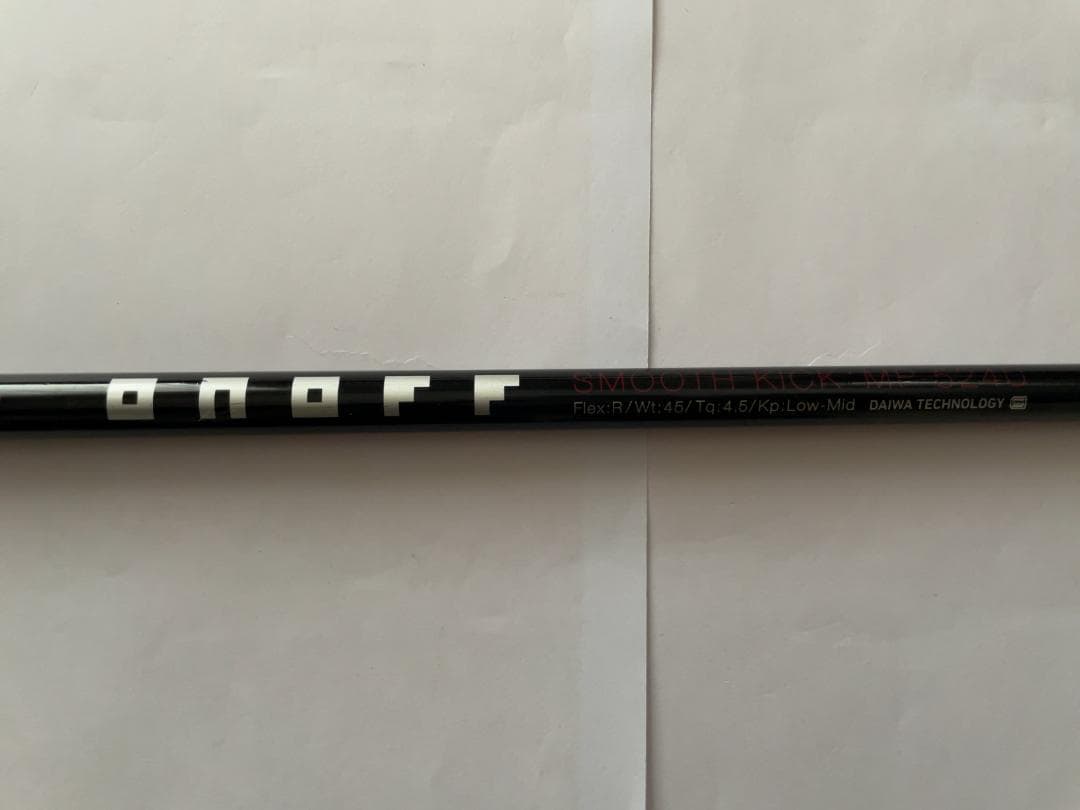 onoff
SMOOTH KICK MP-524D
Flex:R/Wt:45/Tq:4.5/Kp:Low-Mid DAIWA TECHNOLOGY